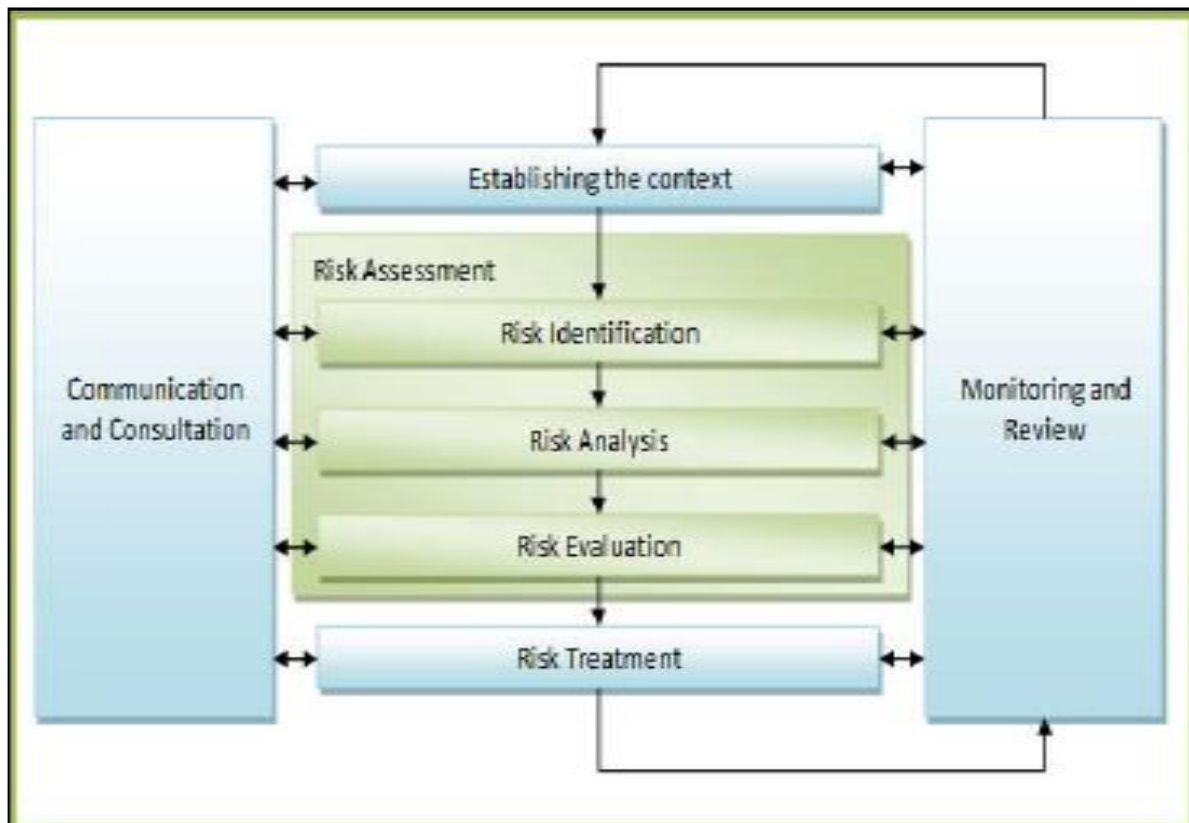 Establishing the context
Risk Assessment
Risk Identification
Communication
and Consultation
Monitoring and
Review
Risk Analysis
Risk Evaluation
Risk Treatment